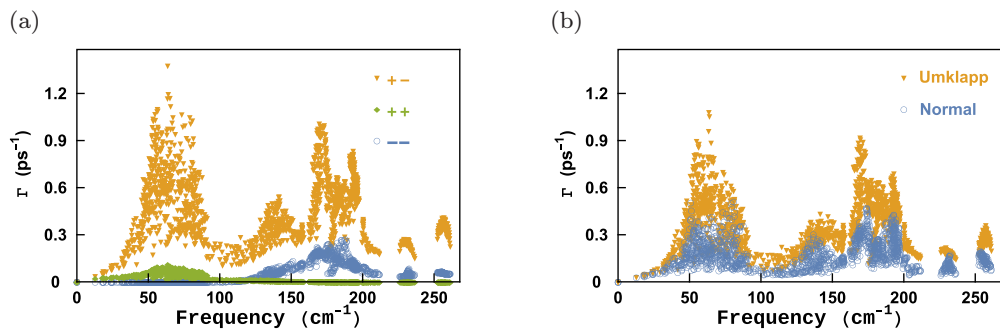 (a)
1.2
0.9
0.6
0.3
0
Γ (ps⁻¹)
+−
++
−−
0 50 100 150 200 250
Frequency (cm⁻¹)
(b)
1.2
0.9
0.6
0.3
0
Γ (ps⁻¹)
Umklapp
Normal
0 50 100 150 200 250
Frequency (cm⁻¹)